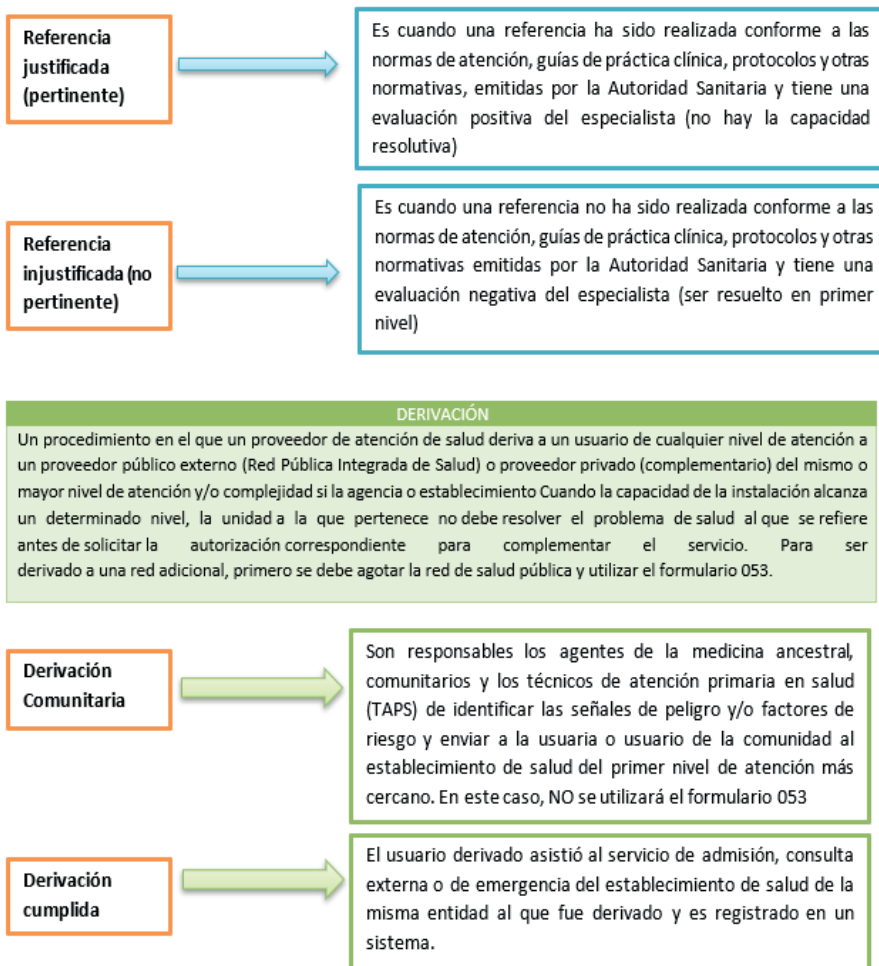 Referencia
justificada
(pertinente)
Es cuando una referencia ha sido realizada conforme a las
normas de atención, guías de práctica clínica, protocolos y otras
normativas, emitidas por la Autoridad Sanitaria y tiene una
evaluación positiva del especialista (no hay la capacidad
resolutiva)
Referencia
injustificada (no
pertinente)
Es cuando una referencia no ha sido realizada conforme a las
normas de atención, guías de práctica clínica, protocolos y otras
normativas emitidas por la Autoridad Sanitaria y tiene una
evaluación negativa del especialista (ser resuelto en primer
nivel)
DERIVACIÓN
Un procedimiento en el que un proveedor de atención de salud deriva a un usuario de cualquier nivel de atención a
un proveedor público externo (Red Pública Integrada de Salud) o proveedor privado (complementario) del mismo o
mayor nivel de atención y/o complejidad si la agencia o establecimiento Cuando la capacidad de la instalación alcanza
un determinado nivel, la unidad a la que pertenece no debe resolver el problema de salud al que se refiere
antes de solicitar la autorización correspondiente para complementar el servicio. Para ser
derivado a una red adicional, primero se debe agotar la red de salud pública y utilizar el formulario 053.
Derivación
Comunitaria
Son responsables los agentes de la medicina ancestral,
comunitarios y los técnicos de atención primaria en salud
(TAPS) de identificar las señales de peligro y/o factores de
riesgo y enviar a la usuaria o usuario de la comunidad al
establecimiento de salud del primer nivel de atención más
cercano. En este caso, NO se utilizará el formulario 053
Derivación
cumplida
El usuario derivado asistió al servicio de admisión, consulta
externa o de emergencia del establecimiento de salud de la
misma entidad al que fue derivado y es registrado en un
sistema.